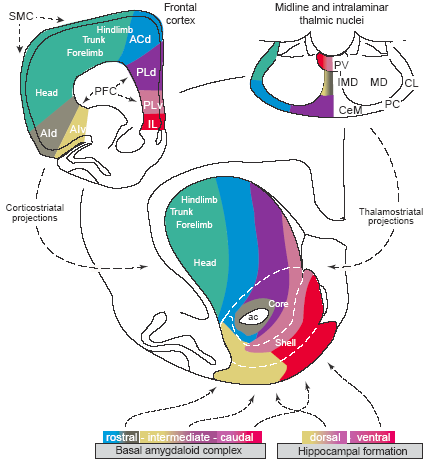 SMC
Frontal
cortex
Hindlimb
Trunk
Forelimb
ACd
PLd
Head
PFC
PLv
AId
AIv
IL
Midline and intralaminar
thalmic nuclei
PV
IMD
MD
CL
PC
CeM
Corticostriatal
projections
Thalamostriatal
projections
Hindlimb
Trunk
Forelimb
Head
Core
ac
Shell
rostral - intermediate - caudal
Basal amygdaloid complex
dorsal ventral
Hippocampal formation